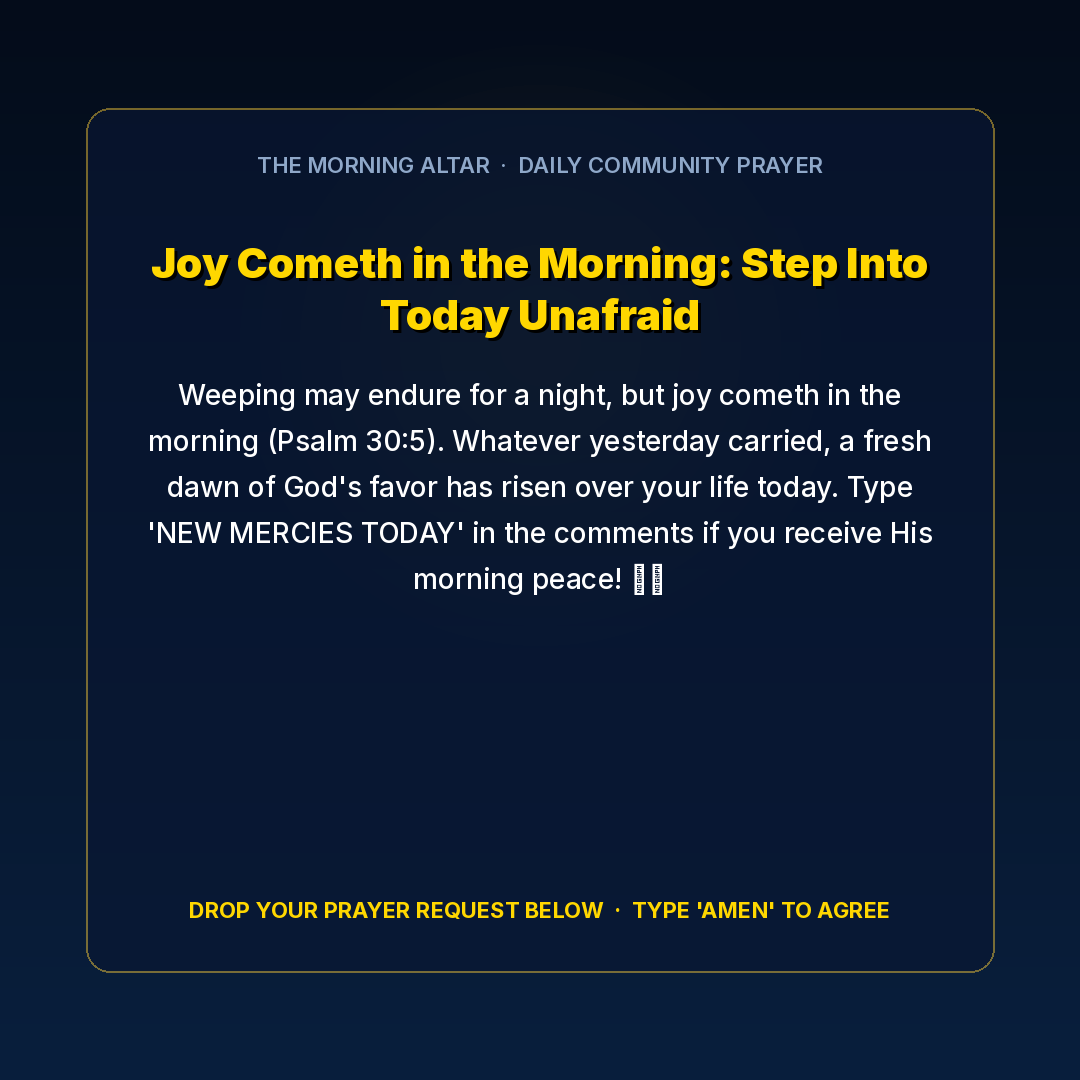 THE MORNING ALTAR · DAILY COMMUNITY PRAYER
Joy Cometh in the Morning: Step Into
Today Unafraid
Weeping may endure for a night, but joy cometh in the
morning (Psalm 30:5). Whatever yesterday carried, a fresh
dawn of God's favor has risen over your life today. Type
'NEW MERCIES TODAY' in the comments if you receive His
morning peace!
DROP YOUR PRAYER REQUEST BELOW · TYPE 'AMEN' TO AGREE